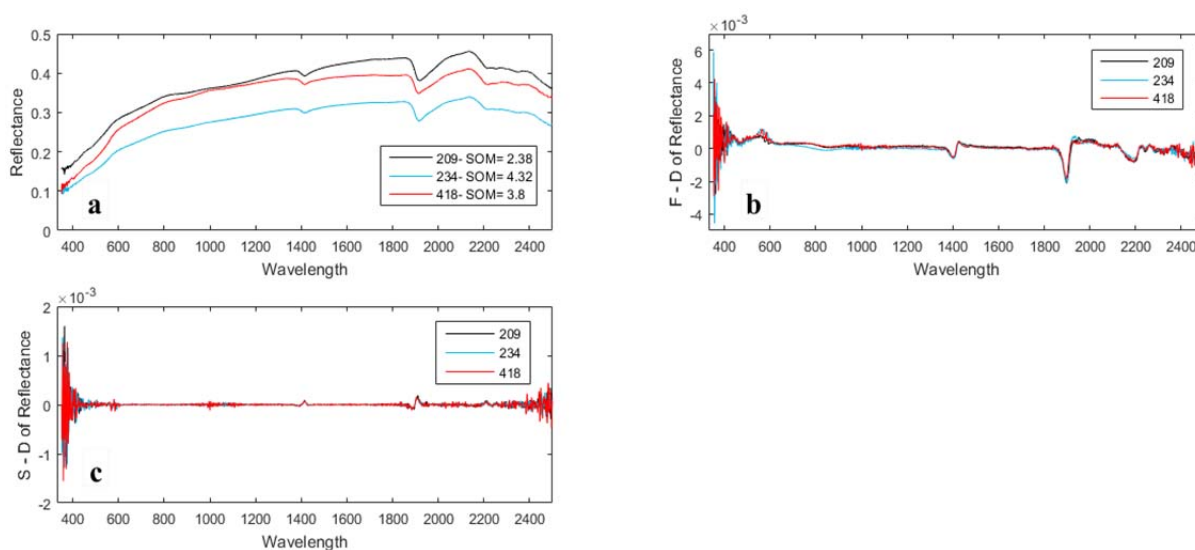 0.5
0.4
0.3
0.2
0.1
0
Reflectance
209- SOM= 2.38
234- SOM= 4.32
418- SOM= 3.8
a
400 600 800 1000 1200 1400 1600 1800 2000 2200 2400
Wavelength
×10⁻³
6
4
2
0
-2
-4
F - D of Reflectance
209
234
418
b
400 600 800 1000 1200 1400 1600 1800 2000 2200 2400
Wavelength
×10⁻³
2
1
0
-1
-2
S - D of Reflectance
209
234
418
c
400 600 800 1000 1200 1400 1600 1800 2000 2200 2400
Wavelength